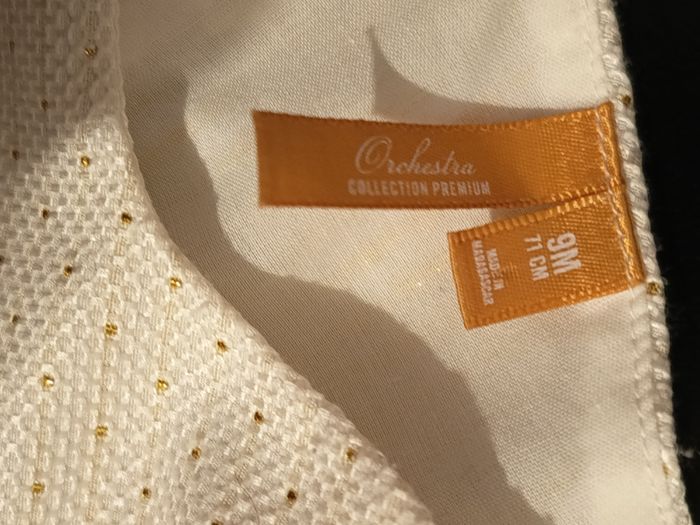 Orchestra
COLLECTION PREMIUM
9M
71 CM
MADE IN
MADAGASCAR